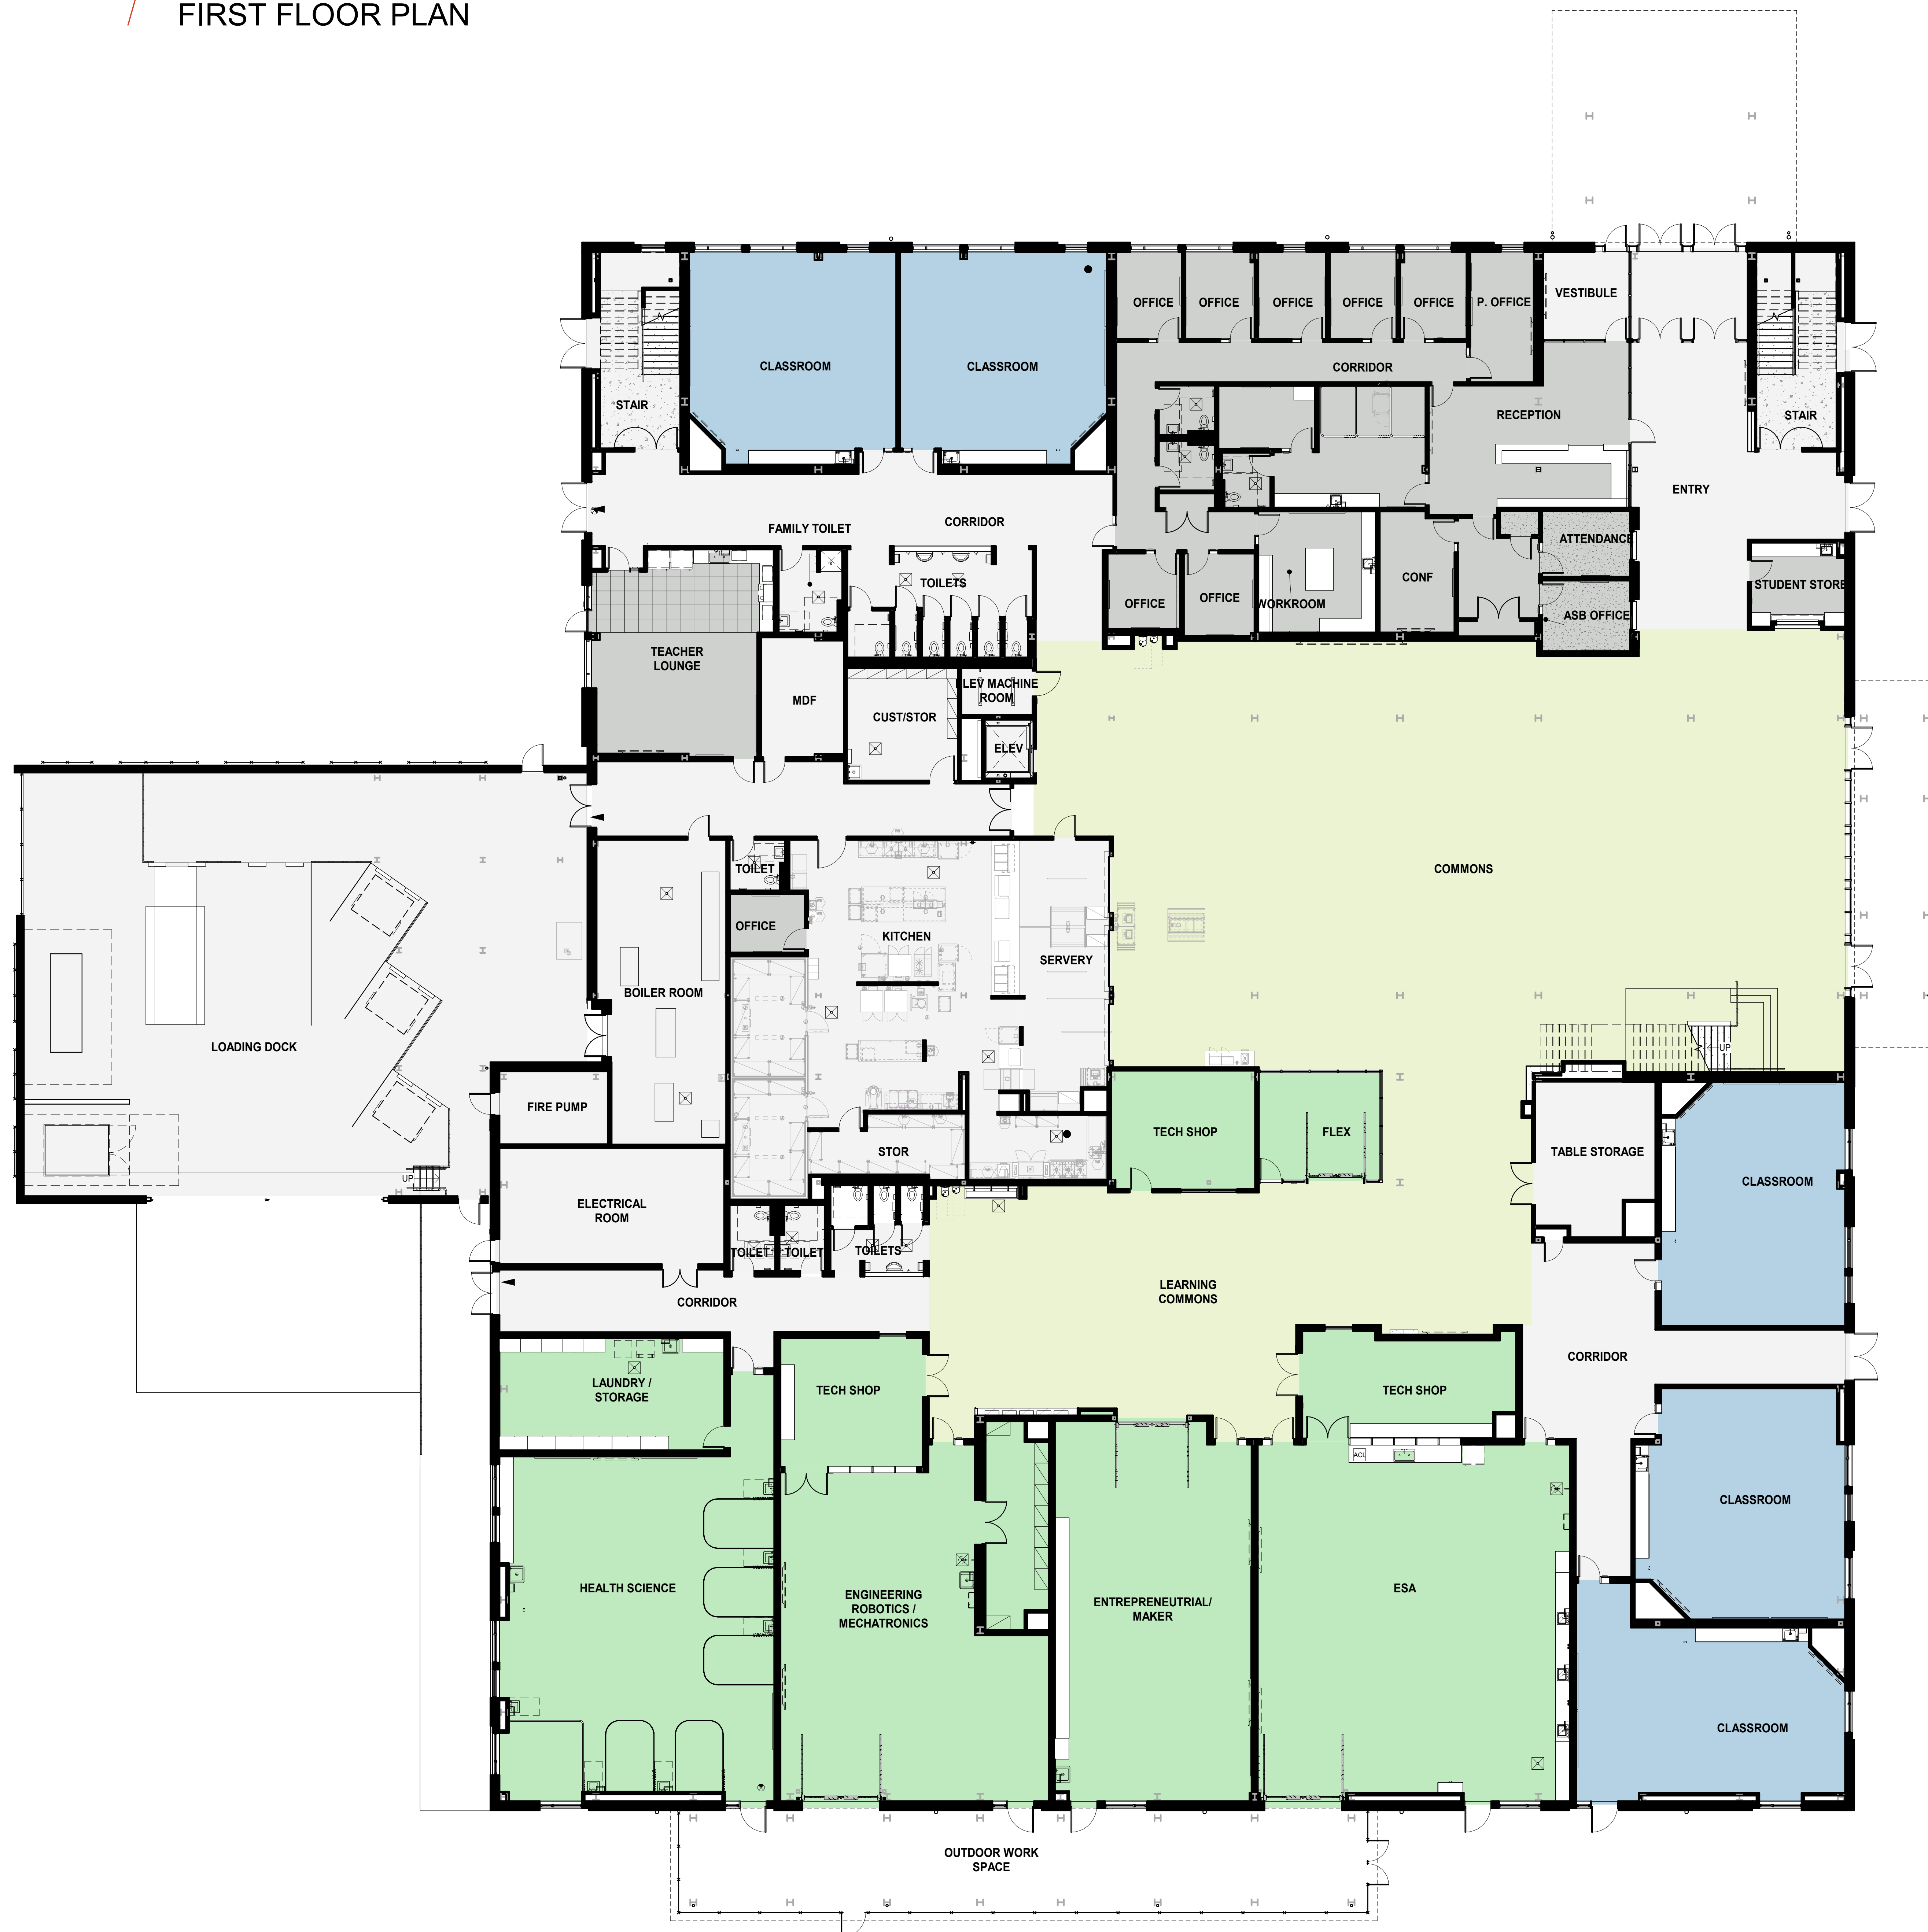 FIRST FLOOR PLAN
OFFICE
OFFICE
OFFICE
OFFICE
OFFICE
P. OFFICE
VESTIBULE
CLASSROOM
CLASSROOM
CORRIDOR
STAIR
RECEPTION
STAIR
ENTRY
FAMILY TOILET
CORRIDOR
ATTENDANCE
TOILETS
CONF
STUDENT STORE
OFFICE
OFFICE
WORKROOM
ASB OFFICE
TEACHER
LOUNGE
ELEV MACHINE
ROOM
MDF
CUST/STOR
ELEV
TOILET
COMMONS
OFFICE
KITCHEN
SERVERY
BOILER ROOM
LOADING DOCK
UP
FIRE PUMP
TECH SHOP
FLEX
STOR
TABLE STORAGE
CLASSROOM
UP
ELECTRICAL
ROOM
TOILET
TOILET
TOILETS
LEARNING
COMMONS
CORRIDOR
CORRIDOR
LAUNDRY /
STORAGE
TECH SHOP
TECH SHOP
ACL
CLASSROOM
HEALTH SCIENCE
ENGINEERING
ROBOTICS /
MECHATRONICS
ENTREPRENEUTRIAL/
MAKER
ESA
CLASSROOM
OUTDOOR WORK
SPACE